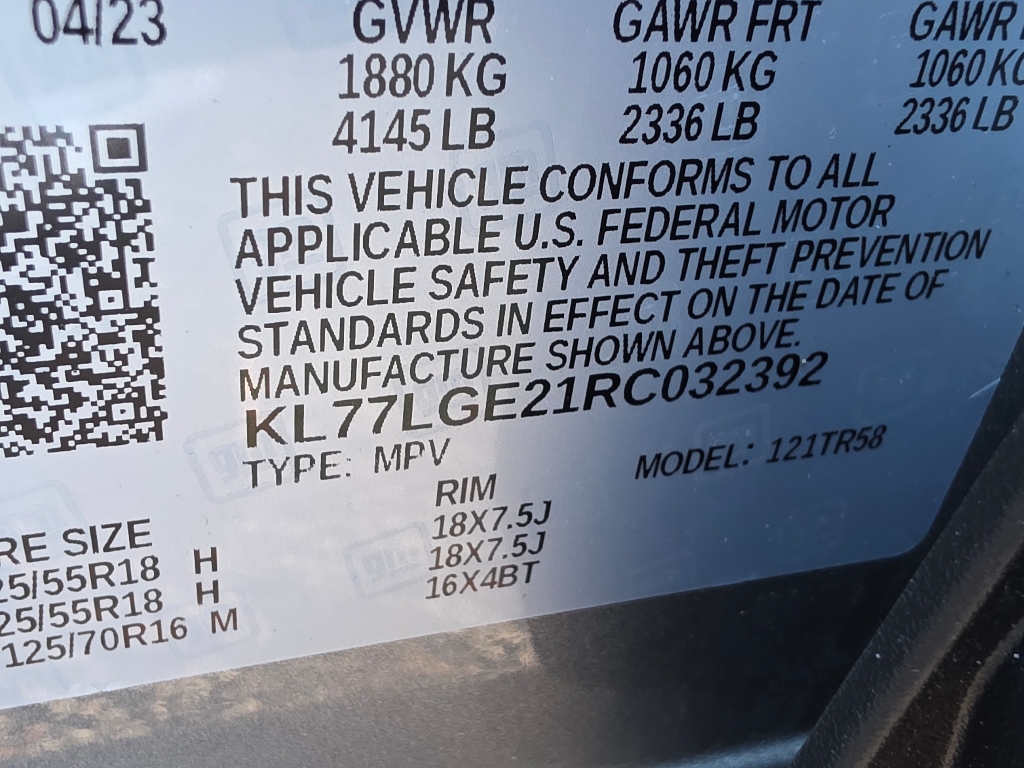 04/23 GVWR GAWR FRT GAWR
1880 KG 1060 KG 1060 KG
4145 LB 2336 LB 2336 LB
THIS VEHICLE CONFORMS TO ALL
APPLICABLE U.S. FEDERAL MOTOR
VEHICLE SAFETY AND THEFT PREVENTION
STANDARDS IN EFFECT ON THE DATE OF
MANUFACTURE SHOWN ABOVE.
KL77LGE21RC032392
TYPE: MPV MODEL: 121TR58
RE SIZE RIM
25/55R18 H 18X7.5J
25/55R18 H 18X7.5J
125/70R16 M 16X4BT